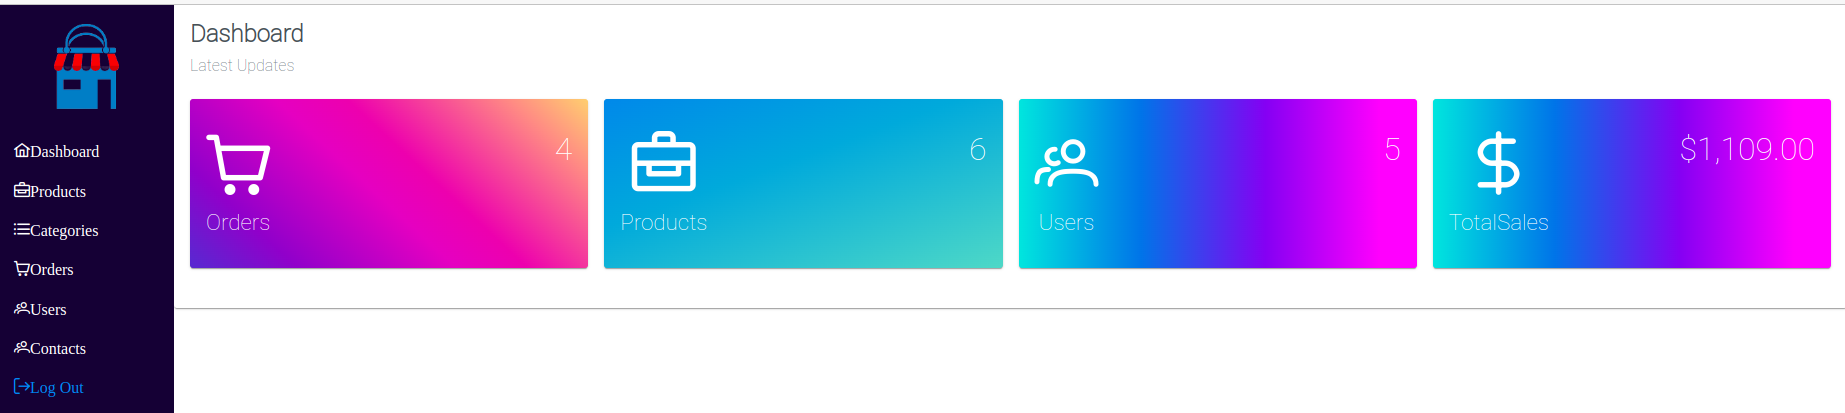 Dashboard
Products
Categories
Orders
Users
Contacts
Log Out
Dashboard
Latest Updates
4
Orders
6
Products
5
Users
$1,109.00
TotalSales